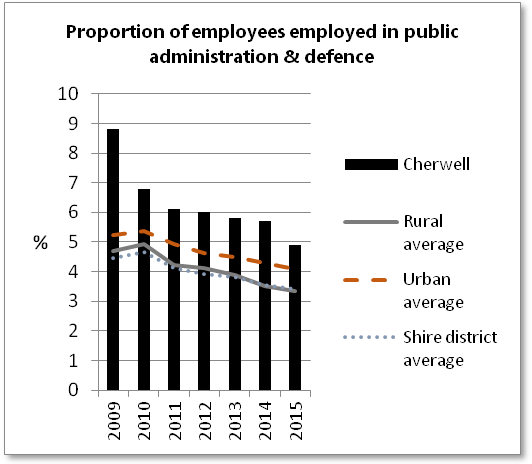 Proportion of employees employed in public
administration & defence
10
9
8
7
6
5
4
3
2
1
0
%
2009
2010
2011
2012
2013
2014
2015
Cherwell
Rural
average
Urban
average
Shire district
average